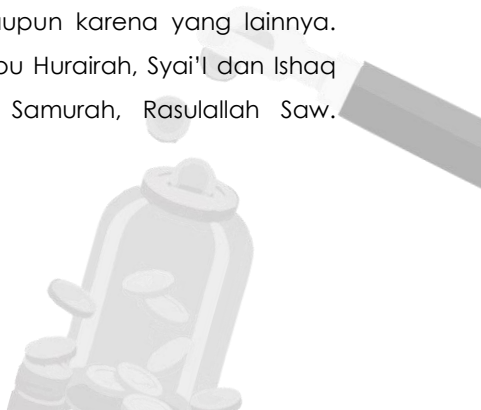 aupun karena yang lainnya.
bu Hurairah, Syai'I dan Ishaq
Samurah, Rasulallah Saw.